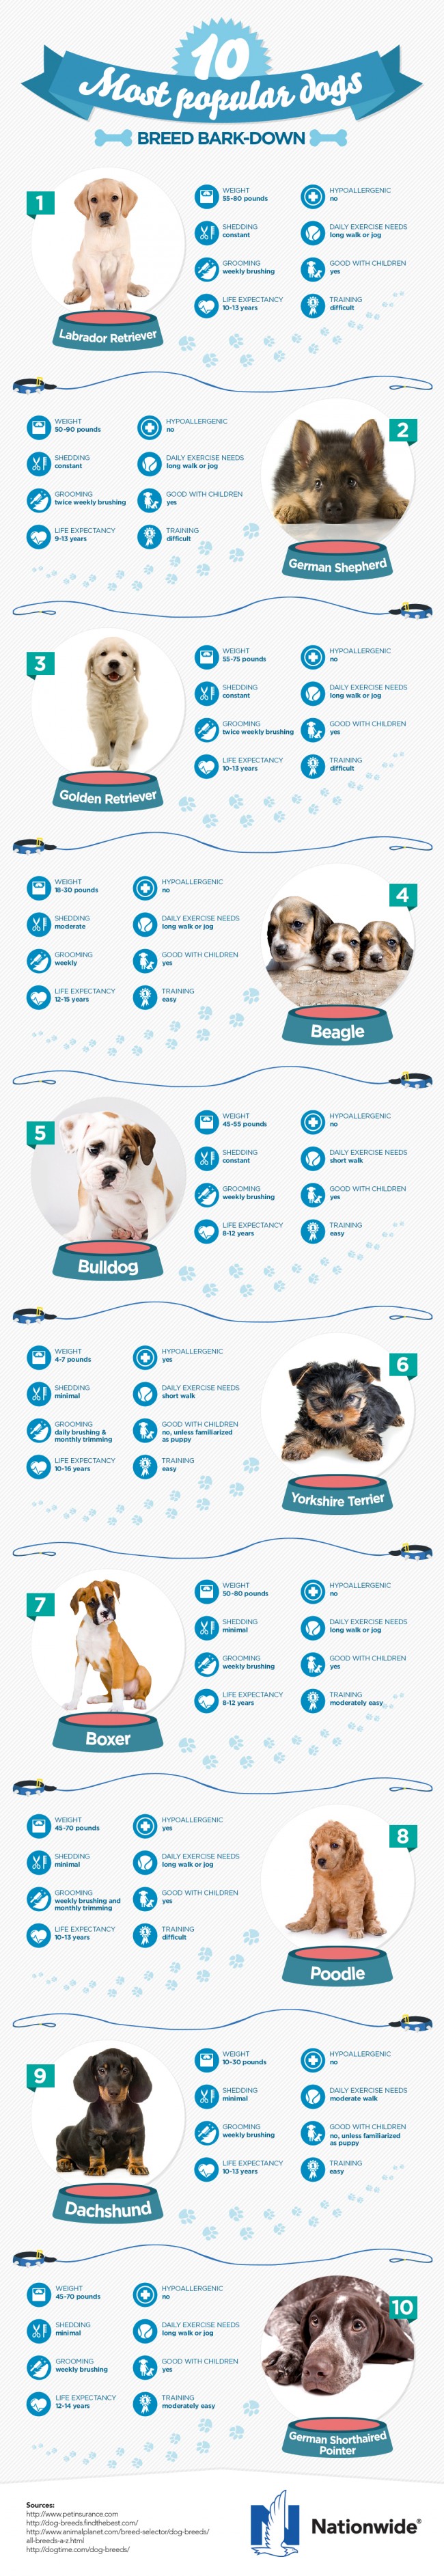 10
Most popular dogs
BREED BARK-DOWN
1
Labrador Retriever
WEIGHT
55-80 pounds
HYPOALLERGENIC
no
SHEDDING
constant
DAILY EXERCISE NEEDS
long walk or jog
GROOMING
weekly brushing
GOOD WITH CHILDREN
yes
LIFE EXPECTANCY
10-13 years
TRAINING
difficult
2
German Shepherd
WEIGHT
50-90 pounds
HYPOALLERGENIC
no
SHEDDING
constant
DAILY EXERCISE NEEDS
long walk or jog
GROOMING
twice weekly brushing
GOOD WITH CHILDREN
yes
LIFE EXPECTANCY
9-13 years
TRAINING
difficult
3
Golden Retriever
WEIGHT
55-75 pounds
HYPOALLERGENIC
no
SHEDDING
constant
DAILY EXERCISE NEEDS
long walk or jog
GROOMING
twice weekly brushing
GOOD WITH CHILDREN
yes
LIFE EXPECTANCY
10-13 years
TRAINING
difficult
4
Beagle
WEIGHT
18-30 pounds
HYPOALLERGENIC
no
SHEDDING
moderate
DAILY EXERCISE NEEDS
long walk or jog
GROOMING
weekly
GOOD WITH CHILDREN
yes
LIFE EXPECTANCY
12-15 years
TRAINING
easy
5
Bulldog
WEIGHT
45-55 pounds
HYPOALLERGENIC
no
SHEDDING
constant
DAILY EXERCISE NEEDS
short walk
GROOMING
weekly brushing
GOOD WITH CHILDREN
yes
LIFE EXPECTANCY
8-12 years
TRAINING
easy
6
Yorkshire Terrier
WEIGHT
4-7 pounds
HYPOALLERGENIC
yes
SHEDDING
minimal
DAILY EXERCISE NEEDS
short walk
GROOMING
daily brushing &
monthly trimming
GOOD WITH CHILDREN
no, unless familiarized
as puppy
LIFE EXPECTANCY
10-16 years
TRAINING
easy
7
Boxer
WEIGHT
50-80 pounds
HYPOALLERGENIC
no
SHEDDING
minimal
DAILY EXERCISE NEEDS
long walk or jog
GROOMING
weekly brushing
GOOD WITH CHILDREN
yes
LIFE EXPECTANCY
8-12 years
TRAINING
moderately easy
8
Poodle
WEIGHT
45-70 pounds
HYPOALLERGENIC
yes
SHEDDING
minimal
DAILY EXERCISE NEEDS
long walk or jog
GROOMING
weekly brushing and
monthly trimming
GOOD WITH CHILDREN
yes
LIFE EXPECTANCY
10-13 years
TRAINING
difficult
9
Dachshund
WEIGHT
10-30 pounds
HYPOALLERGENIC
no
SHEDDING
minimal
DAILY EXERCISE NEEDS
moderate walk
GROOMING
weekly brushing
GOOD WITH CHILDREN
no, unless familiarized
as puppy
LIFE EXPECTANCY
10-13 years
TRAINING
easy
10
German Shorthaired
Pointer
WEIGHT
45-70 pounds
HYPOALLERGENIC
no
SHEDDING
minimal
DAILY EXERCISE NEEDS
long walk or jog
GROOMING
weekly brushing
GOOD WITH CHILDREN
yes
LIFE EXPECTANCY
12-14 years
TRAINING
moderately easy
Sources:
http://www.petinsurance.com
http://dog-breeds.findthebest.com/
http://www.animalplanet.com/breed-selector/dog-breeds/
all-breeds-a-z.html
http://dogtime.com/dog-breeds/
N
Nationwide®